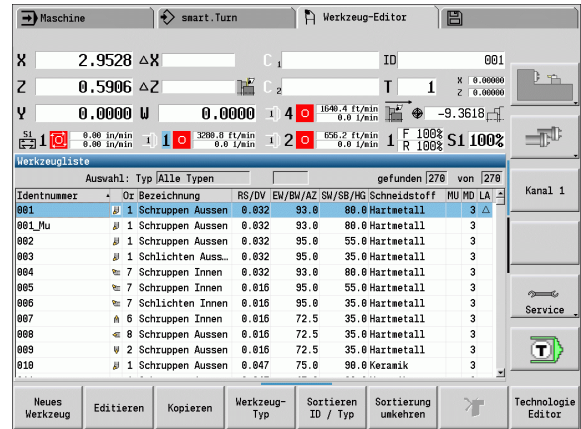 Maschine smart.Turn Werkzeug-Editor
X 2.9528 △X C 1 ID 001
Z 0.5906 △Z C 2 T 1 X 0.00000 Z 0.00000
Y 0.0000 U 0.0000 4 0 1640.4 ft/min 0.0 1/min -9.3618
S1 1 0.00 in/min 0.00 in/min 1 0 3280.8 ft/min 0.0 1/min 2 0 656.2 ft/min 0.0 1/min 1 F 100% R 100% S1 100%
Werkzeugliste
Auswahl: Typ Alle Typen gefunden 270 von 270
Identnummer Or Bezeichnung RS/DV EW/BW/AZ SW/SB/HG Schneidstoff MU MD LA
001 1 Schruppen Aussen 0.032 93.0 80.0 Hartmetall 3 △
001_Mu 1 Schruppen Aussen 0.032 93.0 80.0 Hartmetall 3
002 1 Schruppen Aussen 0.032 95.0 55.0 Hartmetall 3
003 1 Schlichten Auss… 0.032 95.0 35.0 Hartmetall 3
004 7 Schruppen Innen 0.032 93.0 80.0 Hartmetall 3
005 7 Schruppen Innen 0.016 95.0 55.0 Hartmetall 3
006 7 Schlichten Innen 0.016 95.0 35.0 Hartmetall 3
007 6 Schruppen Innen 0.016 72.5 35.0 Hartmetall 3
008 8 Schruppen Aussen 0.016 72.5 35.0 Hartmetall 3
009 2 Schruppen Aussen 0.016 72.5 35.0 Hartmetall 3
010 1 Schruppen Aussen 0.047 75.0 90.0 Keramik 3
Kanal 1
Service
T
Neues Werkzeug
Editieren
Kopieren
Werkzeug-Typ
Sortieren ID / Typ
Sortierung umkehren
Technologie Editor